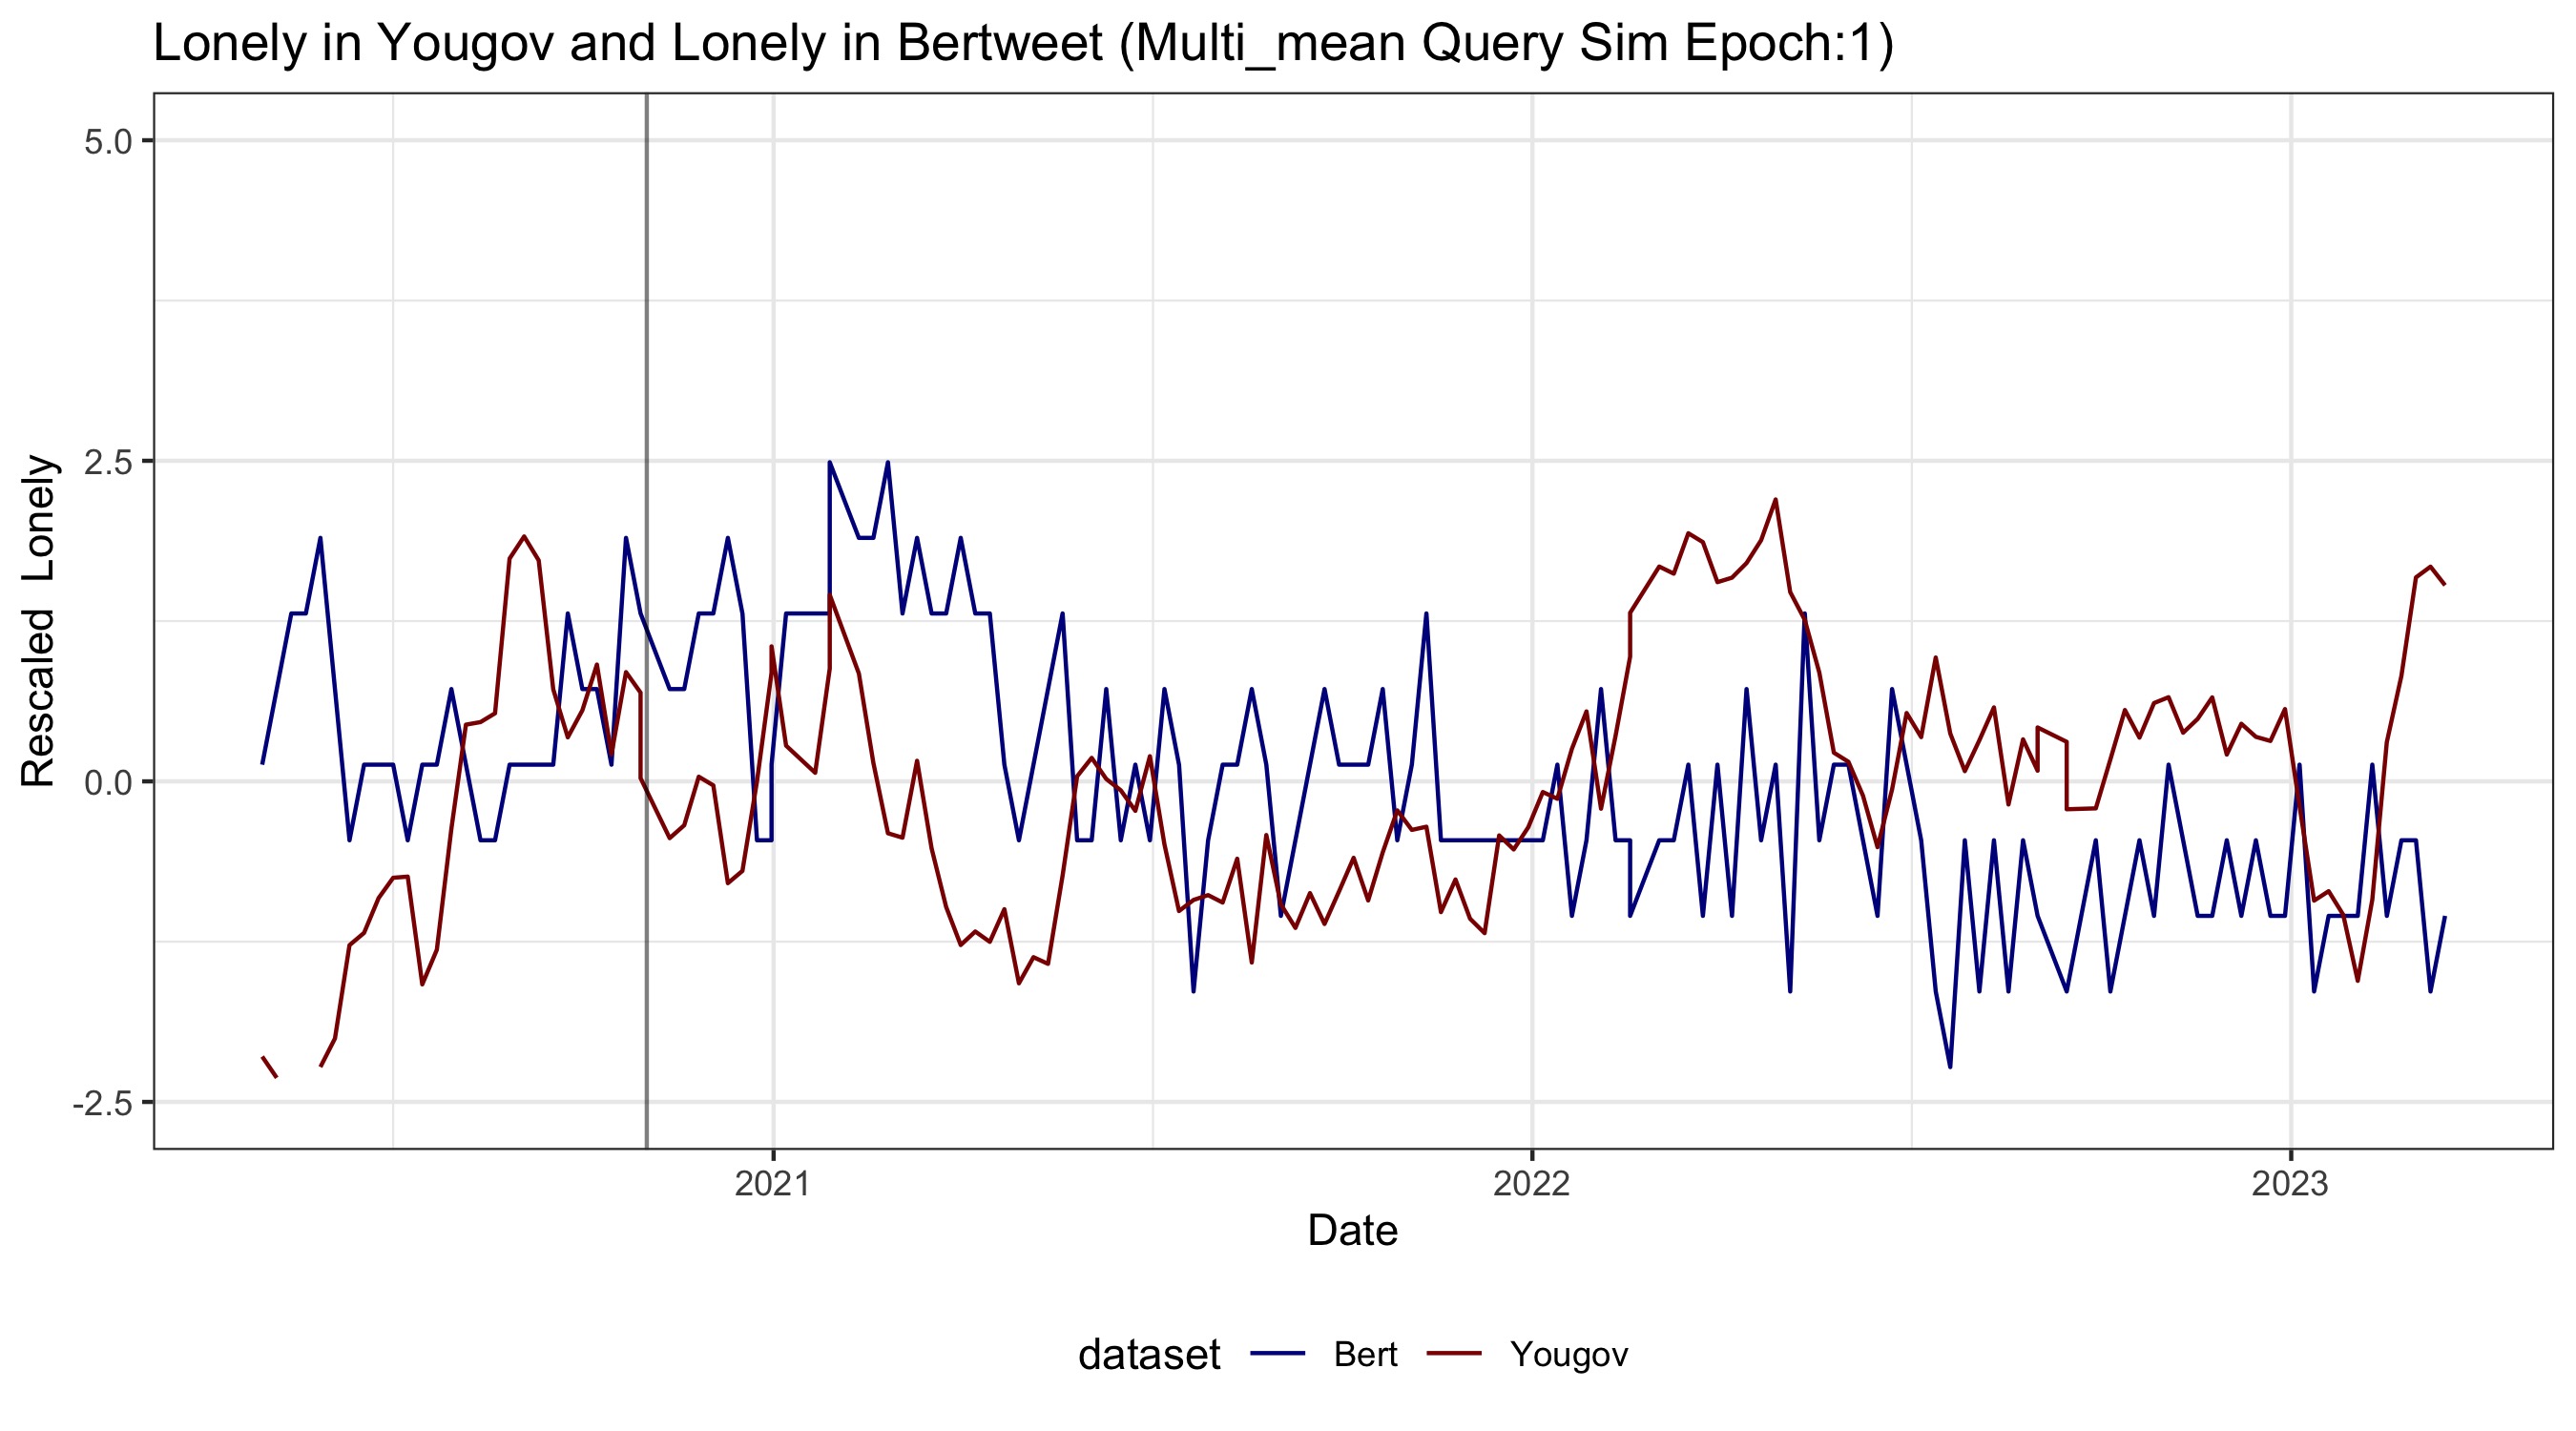 Lonely in Yougov and Lonely in Bertweet (Multi_mean Query Sim Epoch:1)
Rescaled Lonely
5.0
2.5
0.0
-2.5
2021 2022 2023
Date
dataset Bert Yougov